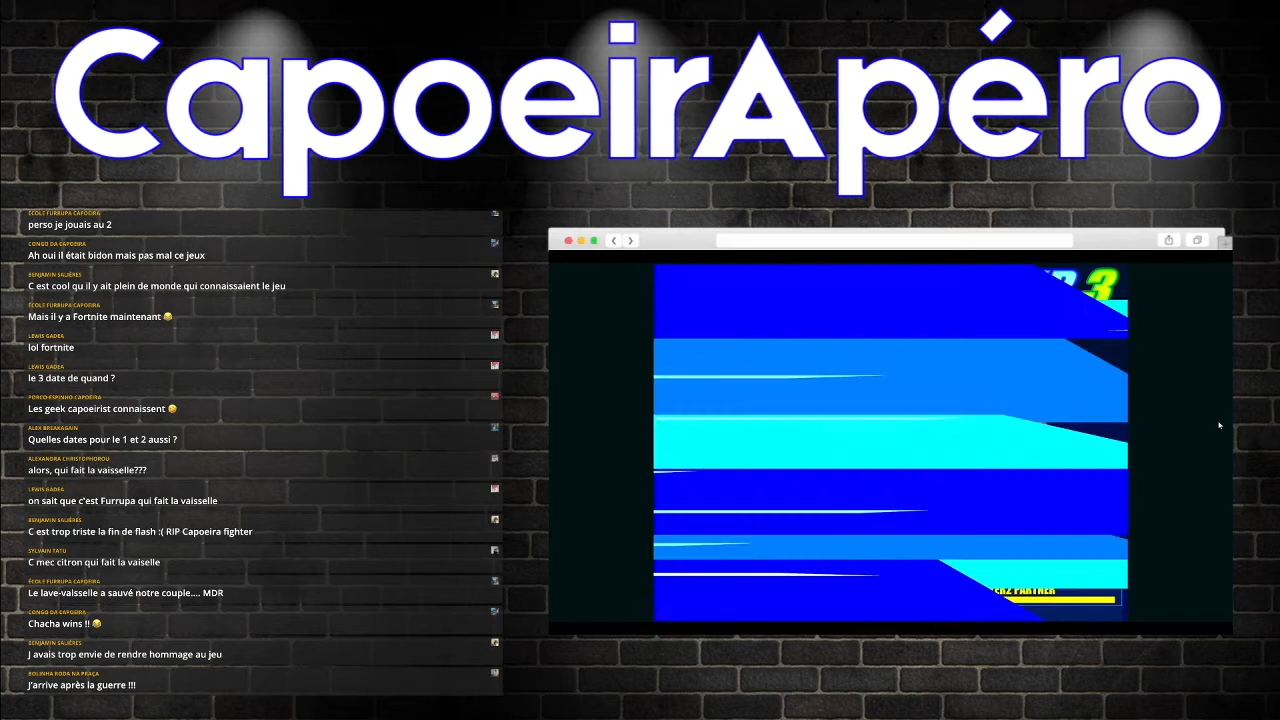 CapoeirApéro
ÉCOLE FURRUPA CAPOEIRA
perso je jouais au 2
CONGO DA CAPOEIRA
Ah oui il était bidon mais pas mal ce jeux
BENJAMIN SALIÈRES
C est cool qu il y ait plein de monde qui connaissaient le jeu
ÉCOLE FURRUPA CAPOEIRA
Mais il y a Fortnite maintenant 😂
LEWIS GADEA
lol fortnite
LEWIS GADEA
le 3 date de quand ?
PORCO-ESPINHO CAPOEIRA
Les geek capoeirist connaissent 🤣
ALEX BREAKAGAIN
Quelles dates pour le 1 et 2 aussi ?
ALEXANDRA CHRISTOPHOROU
alors, qui fait la vaisselle???
LEWIS GADEA
on sait que c'est Furrupa qui fait la vaisselle
BENJAMIN SALIÈRES
C est trop triste la fin de flash :( RIP Capoeira fighter
SYLVAIN TATU
C mec citron qui fait la vaiselle
ÉCOLE FURRUPA CAPOEIRA
Le lave-vaisselle a sauvé notre couple.... MDR
CONGO DA CAPOEIRA
Chacha wins !! 😂
BENJAMIN SALIÈRES
J avais trop envie de rendre hommage au jeu
BOLINHA RODA NA PRAÇA
J'arrive après la guerre !!!
3
PARTNER